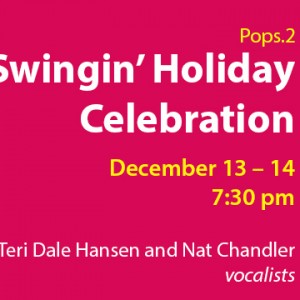 Pops.2
Swingin’ Holiday
Celebration
December 13 – 14
7:30 pm
Teri Dale Hansen and Nat Chandler
vocalists